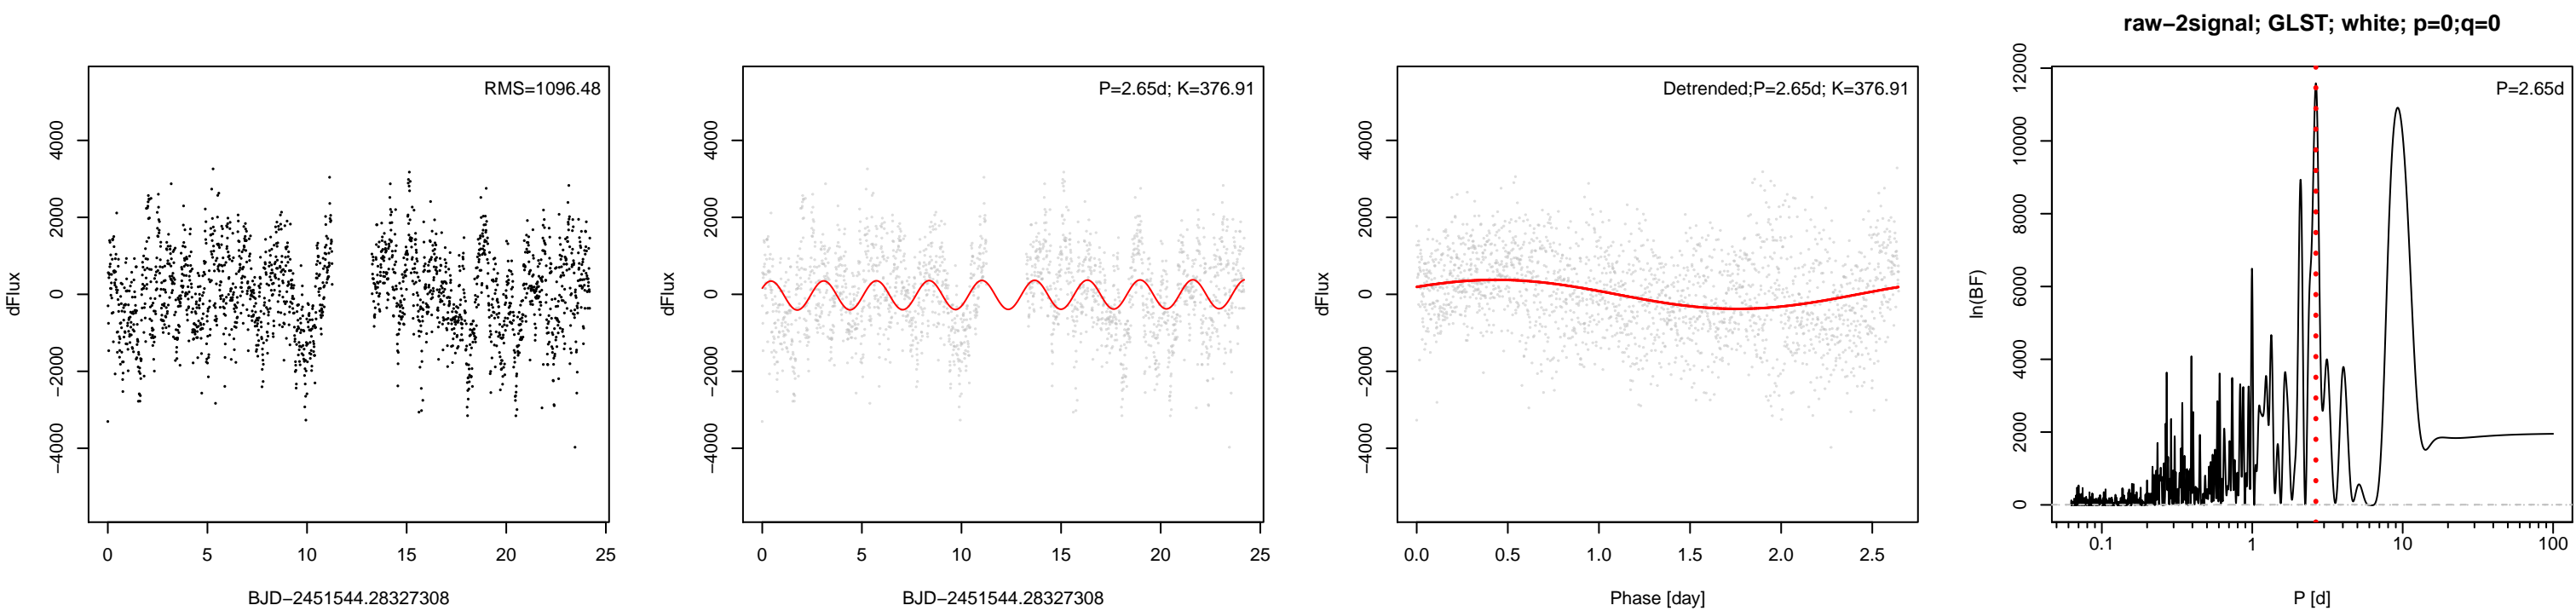 RMS=1096.48
dFlux
4000
2000
0
−2000
−4000
0 5 10 15 20 25
BJD−2451544.28327308
P=2.65d; K=376.91
dFlux
4000
2000
0
−2000
−4000
0 5 10 15 20 25
BJD−2451544.28327308
Detrended;P=2.65d; K=376.91
dFlux
4000
2000
0
−2000
−4000
0.0 0.5 1.0 1.5 2.0 2.5
Phase [day]
raw−2signal; GLST; white; p=0;q=0
P=2.65d
ln(BF)
12000
10000
8000
6000
4000
2000
0
0.1 1 10 100
P [d]